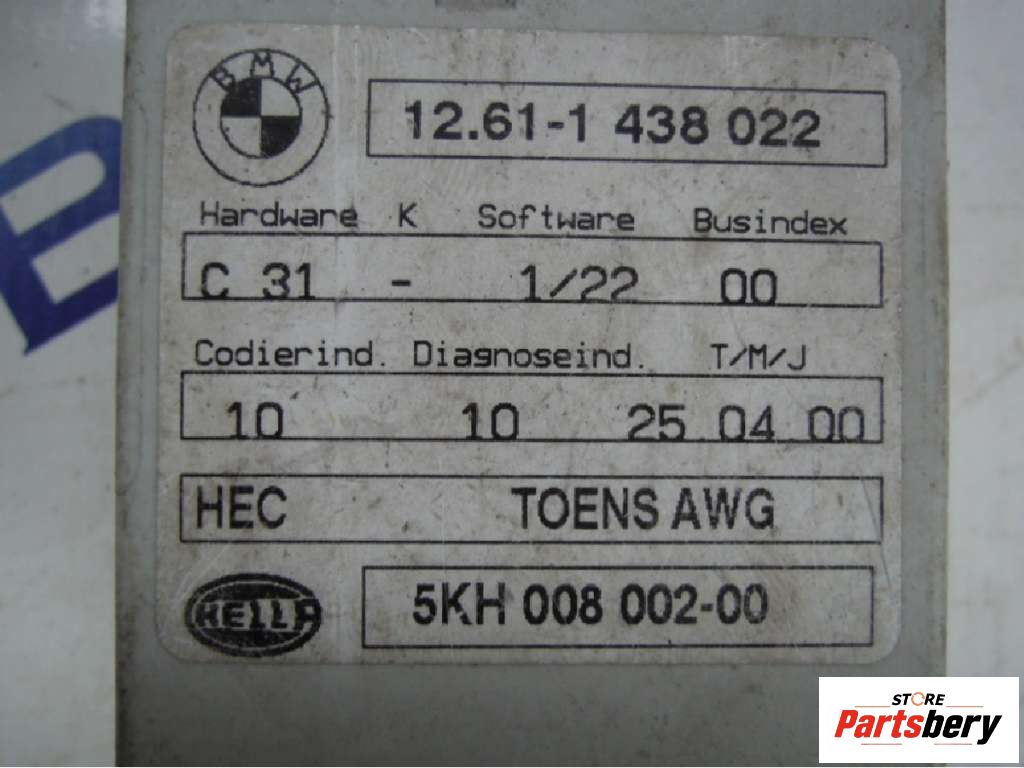 BMW
12.61-1 438 022
Hardware K Software Busindex
C 31 - 1/22 00
Codierind. Diagnoseind. T/M/J
10 10 25 04 00
HEC TOENS AWG
HELLA
5KH 008 002-00
STORE
Partsbery